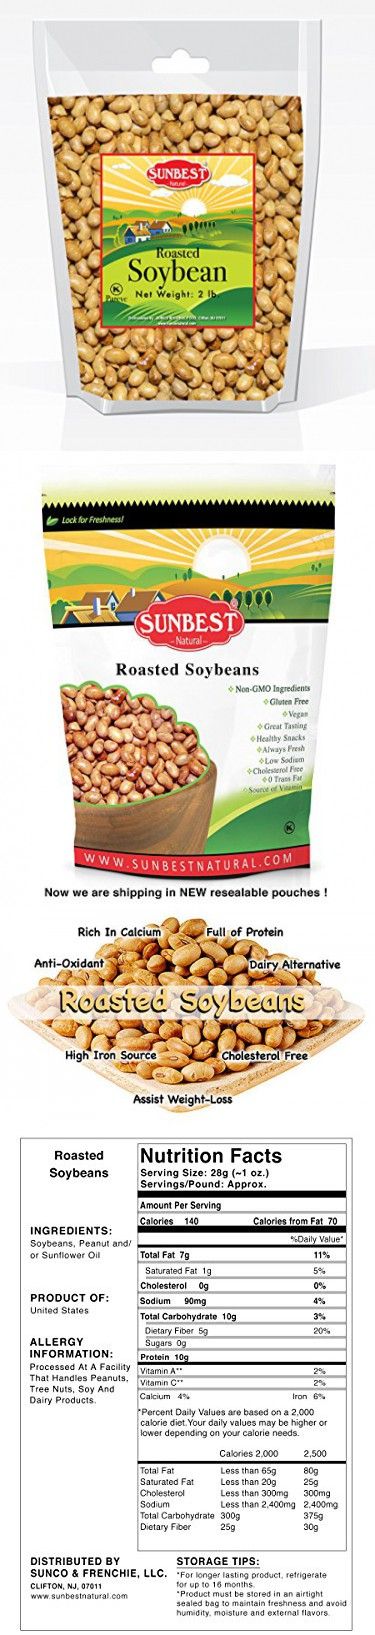 SUNBEST
Natural
Roasted
Soybean
Net Weight: 2 lb.
K
Pareve
Lock for Freshness!
SUNBEST®
Natural
Roasted Soybeans
Non-GMO Ingredients
Gluten Free
Vegan
Great Tasting
Healthy Snacks
Always Fresh
Low Sodium
Cholesterol Free
0 Trans Fat
Source of Vitamin
K
WWW.SUNBESTNATURAL.COM
Now we are shipping in NEW resealable pouches !
Rich In Calcium Full of Protein
Anti-Oxidant Dairy Alternative
Roasted Soybeans
High Iron Source Cholesterol Free
Assist Weight-Loss
Roasted
Soybeans
INGREDIENTS:
Soybeans, Peanut and/
or Sunflower Oil
PRODUCT OF:
United States
ALLERGY
INFORMATION:
Processed At A Facility
That Handles Peanuts,
Tree Nuts, Soy And
Dairy Products.
Nutrition Facts
Serving Size: 28g (~1 oz.)
Servings/Pound: Approx.
Amount Per Serving
Calories 140 Calories from Fat 70
%Daily Value*
Total Fat 7g 11%
Saturated Fat 1g 5%
Cholesterol 0g 0%
Sodium 90mg 4%
Total Carbohydrate 10g 3%
Dietary Fiber 5g 20%
Sugars 0g
Protein 10g
Vitamin A** 2%
Vitamin C** 2%
Calcium 4% Iron 6%
*Percent Daily Values are based on a 2,000
calorie diet.Your daily values may be higher or
lower depending on your calorie needs.
Calories 2,000 2,500
Total Fat Less than 65g 80g
Saturated Fat Less than 20g 25g
Cholesterol Less than 300mg 300mg
Sodium Less than 2,400mg 2,400mg
Total Carbohydrate 300g 375g
Dietary Fiber 25g 30g
DISTRIBUTED BY
SUNCO & FRENCHIE, LLC.
CLIFTON, NJ, 07011
www.sunbestnatural.com
STORAGE TIPS:
*For longer lasting product, refrigerate
for up to 16 months.
*Product must be stored in an airtight
sealed bag to maintain freshness and avoid
humidity, moisture and external flavors.